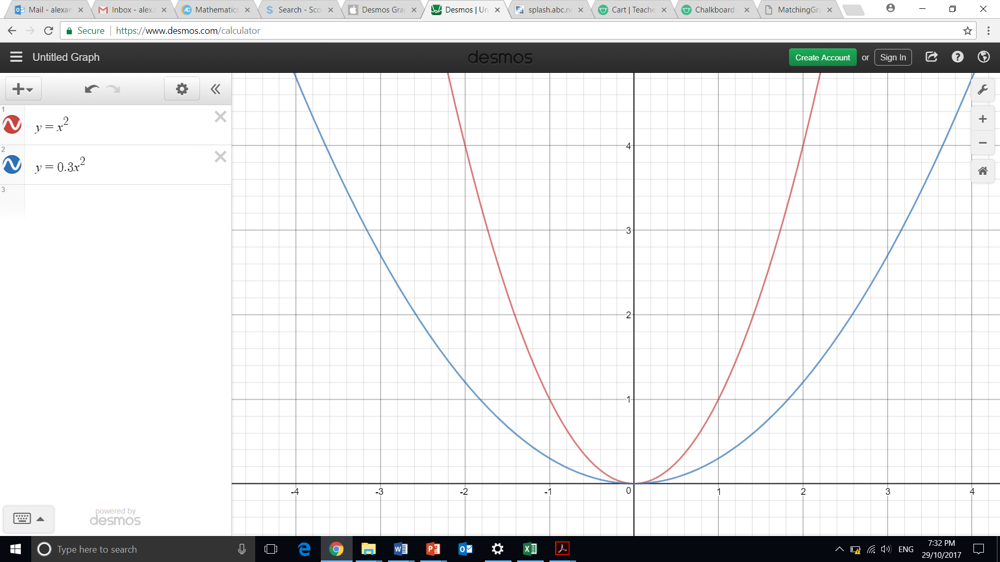 Mail - alexan
Inbox - alex.
Mathematics
Search - Sco
Desmos Gra
Desmos | Un
splash.abc.n
Cart | Teache
Chalkboard
MatchingGr
Secure https://www.desmos.com/calculator
Untitled Graph
desmos
Create Account or Sign In
1
y = x^2
2
y = 0.3x^2
3
4
3
2
1
-4 -3 -2 -1 0 1 2 3 4
powered by
desmos
Type here to search
ENG
7:32 PM
29/10/2017